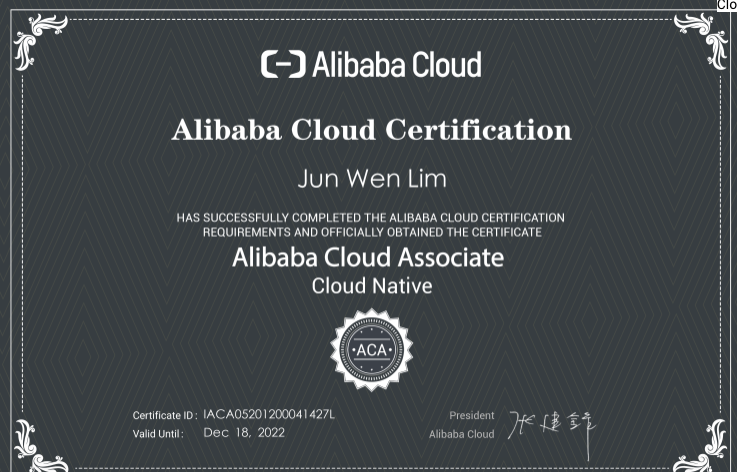 Clo
Alibaba Cloud
Alibaba Cloud Certification
Jun Wen Lim
HAS SUCCESSFULLY COMPLETED THE ALIBABA CLOUD CERTIFICATION
REQUIREMENTS AND OFFICIALLY OBTAINED THE CERTIFICATE
Alibaba Cloud Associate
Cloud Native
·ACA·
Certificate ID : IACA05201200041427L
Valid Until : Dec 18, 2022
President
Alibaba Cloud